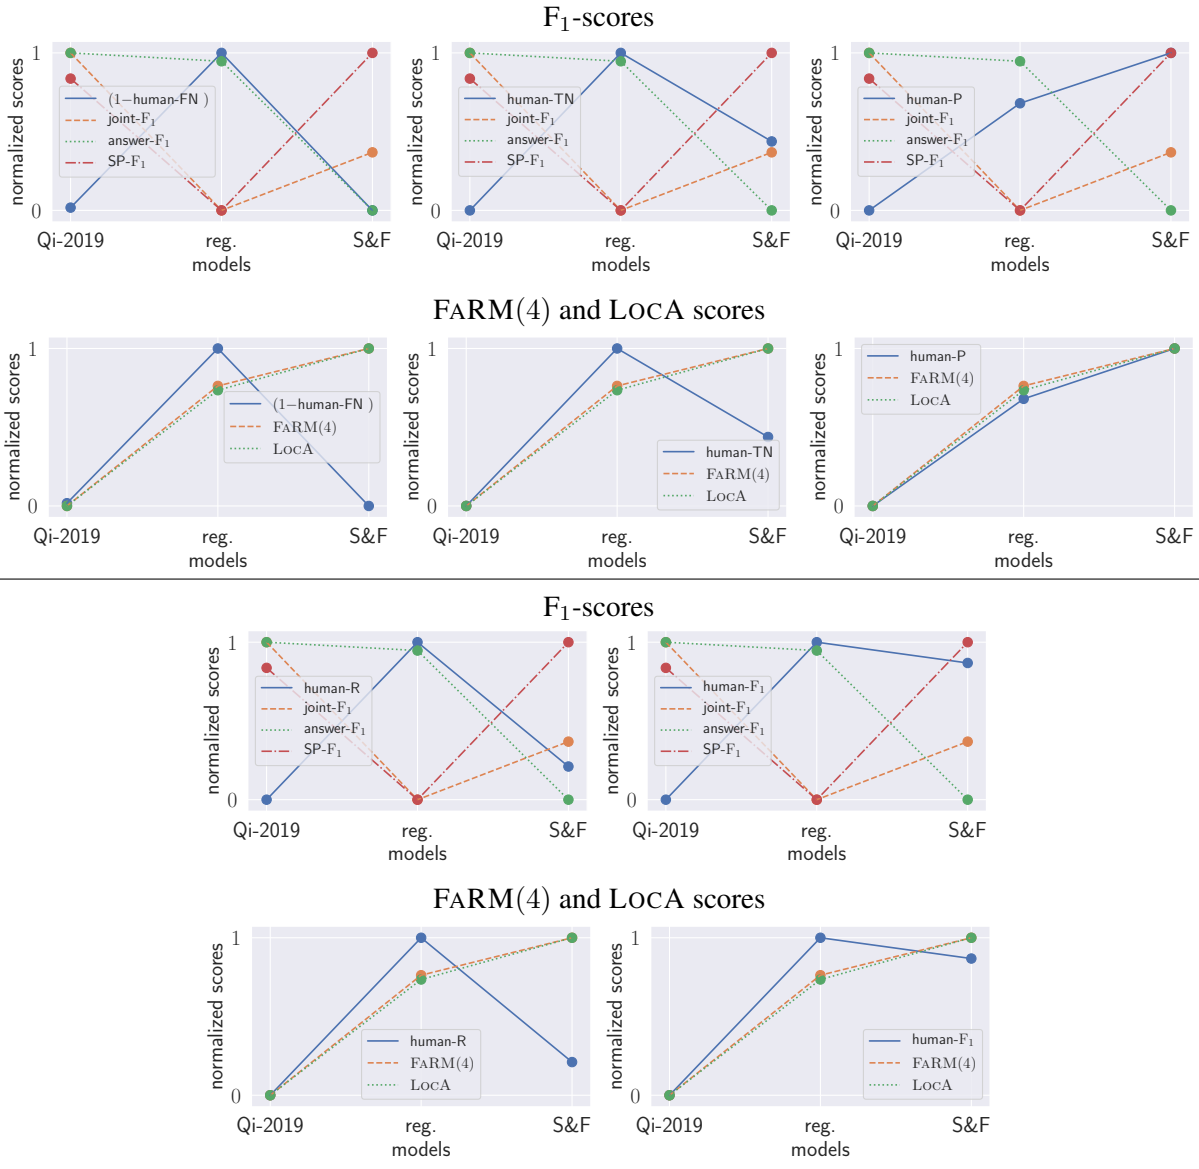 F1-scores
normalized scores
1
0
(1−human-FN )
joint-F1
answer-F1
SP-F1
Qi-2019
reg.
S&F
models
normalized scores
1
0
human-TN
joint-F1
answer-F1
SP-F1
Qi-2019
reg.
S&F
models
normalized scores
1
0
human-P
joint-F1
answer-F1
SP-F1
Qi-2019
reg.
S&F
models
FARM(4) and LOCA scores
normalized scores
1
0
(1−human-FN )
FARM(4)
LOCA
Qi-2019
reg.
S&F
models
normalized scores
1
0
human-TN
FARM(4)
LOCA
Qi-2019
reg.
S&F
models
normalized scores
1
0
human-P
FARM(4)
LOCA
Qi-2019
reg.
S&F
models
F1-scores
normalized scores
1
0
human-R
joint-F1
answer-F1
SP-F1
Qi-2019
reg.
S&F
models
normalized scores
1
0
human-F1
joint-F1
answer-F1
SP-F1
Qi-2019
reg.
S&F
models
FARM(4) and LOCA scores
normalized scores
1
0
human-R
FARM(4)
LOCA
Qi-2019
reg.
S&F
models
normalized scores
1
0
human-F1
FARM(4)
LOCA
Qi-2019
reg.
S&F
models